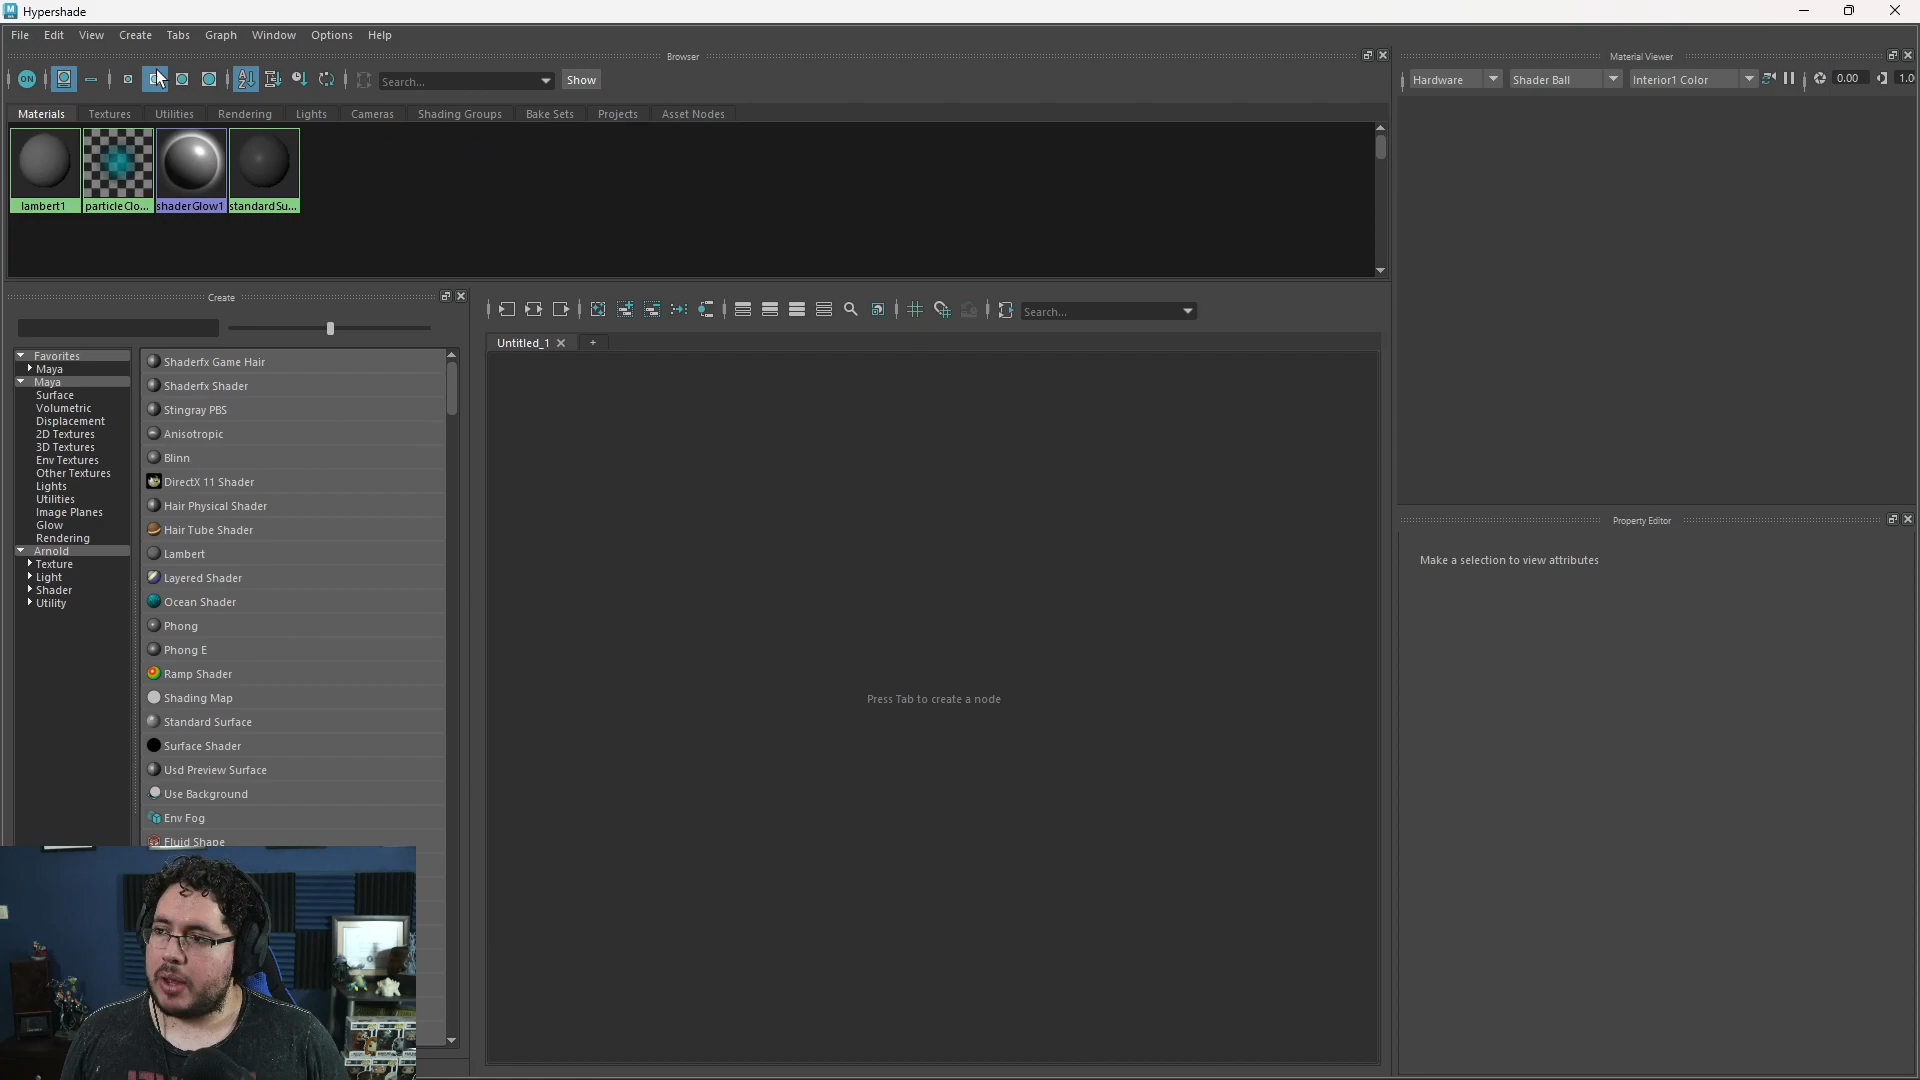 Hypershade
File Edit View Create Tabs Graph Window Options Help
Browser
ON
Search...
Show
Materials Textures Utilities Rendering Lights Cameras Shading Groups Bake Sets Projects Asset Nodes
lambert1 particleClo... shaderGlow1 standardSu...
Material Viewer
Hardware Shader Ball Interior1 Color 0.00 1.0
Create
Favorites
Maya
Maya
Surface
Volumetric
Displacement
2D Textures
3D Textures
Env Textures
Other Textures
Lights
Utilities
Image Planes
Glow
Rendering
Arnold
Texture
Light
Shader
Utility
Shaderfx Game Hair
Shaderfx Shader
Stingray PBS
Anisotropic
Blinn
DirectX 11 Shader
Hair Physical Shader
Hair Tube Shader
Lambert
Layered Shader
Ocean Shader
Phong
Phong E
Ramp Shader
Shading Map
Standard Surface
Surface Shader
Usd Preview Surface
Use Background
Env Fog
Fluid Shape
Search...
Untitled_1
+
Press Tab to create a node
Property Editor
Make a selection to view attributes